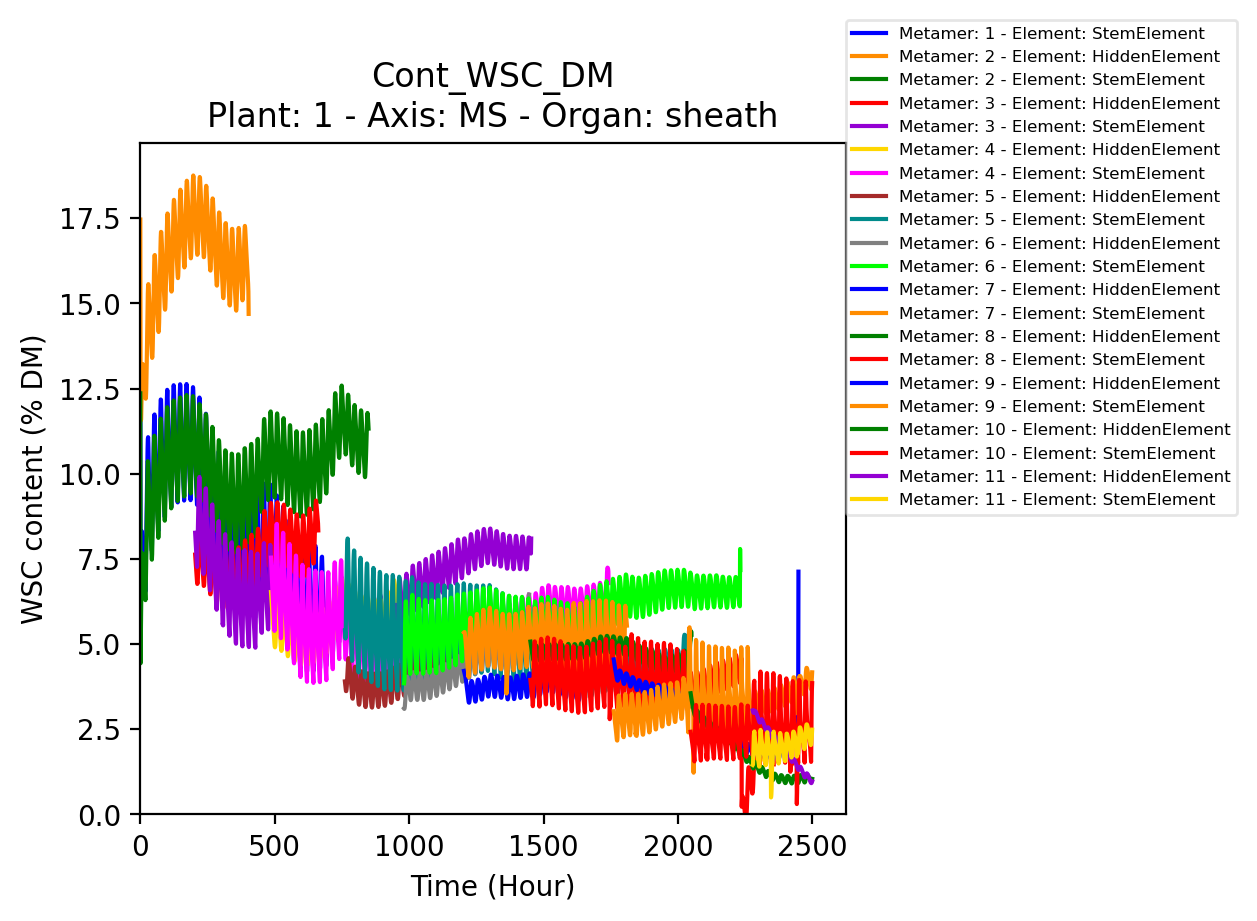 Cont_WSC_DM
Plant: 1 - Axis: MS - Organ: sheath
WSC content (% DM)
17.5
15.0
12.5
10.0
7.5
5.0
2.5
0.0
0
500
1000
1500
2000
2500
Time (Hour)
Metamer: 1 - Element: StemElement
Metamer: 2 - Element: HiddenElement
Metamer: 2 - Element: StemElement
Metamer: 3 - Element: HiddenElement
Metamer: 3 - Element: StemElement
Metamer: 4 - Element: HiddenElement
Metamer: 4 - Element: StemElement
Metamer: 5 - Element: HiddenElement
Metamer: 5 - Element: StemElement
Metamer: 6 - Element: HiddenElement
Metamer: 6 - Element: StemElement
Metamer: 7 - Element: HiddenElement
Metamer: 7 - Element: StemElement
Metamer: 8 - Element: HiddenElement
Metamer: 8 - Element: StemElement
Metamer: 9 - Element: HiddenElement
Metamer: 9 - Element: StemElement
Metamer: 10 - Element: HiddenElement
Metamer: 10 - Element: StemElement
Metamer: 11 - Element: HiddenElement
Metamer: 11 - Element: StemElement